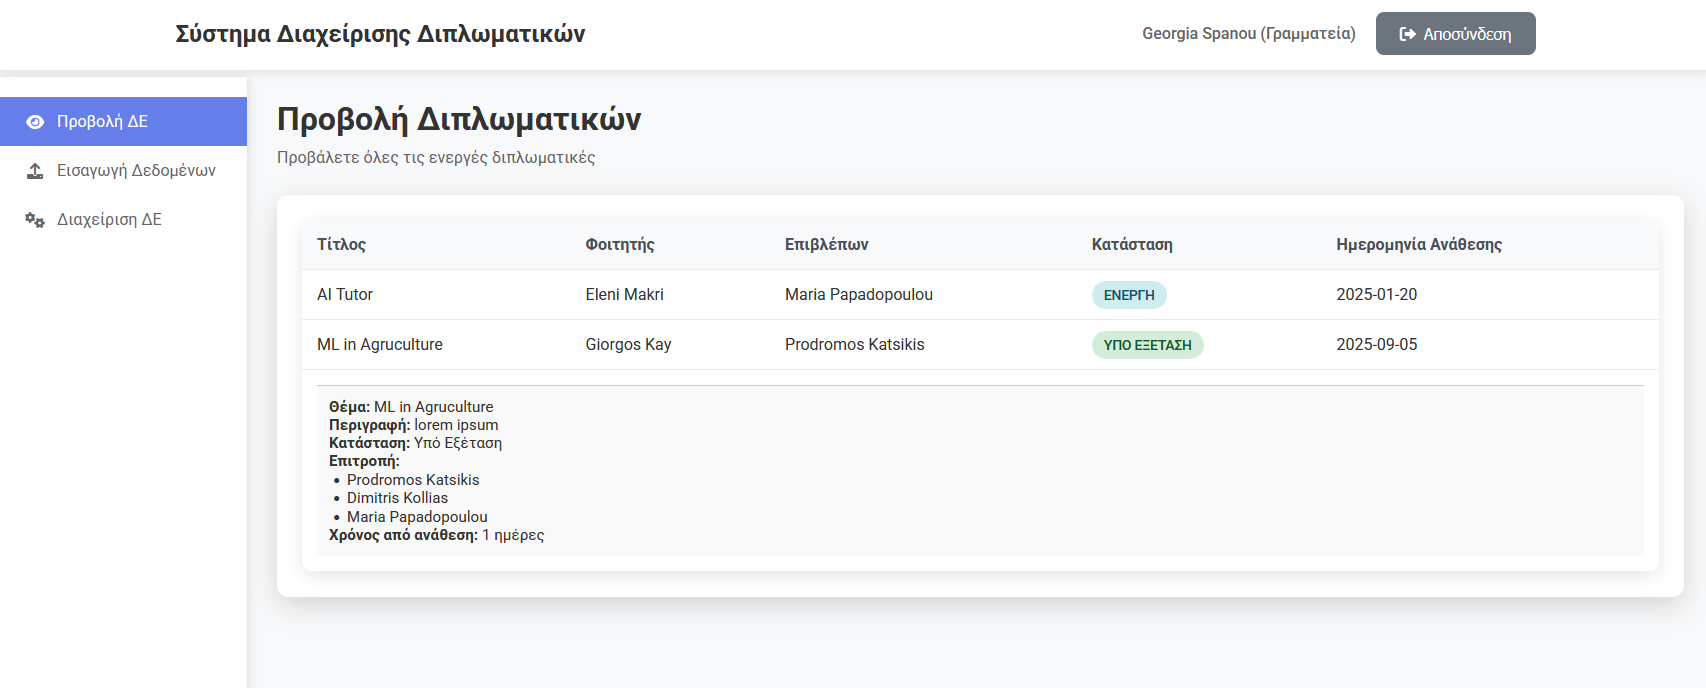 Σύστημα Διαχείρισης Διπλωματικών
Georgia Spanou (Γραμματεία)
Αποσύνδεση
Προβολή ΔΕ
Εισαγωγή Δεδομένων
Διαχείριση ΔΕ
Προβολή Διπλωματικών
Προβάλετε όλες τις ενεργές διπλωματικές
Τίτλος Φοιτητής Επιβλέπων Κατάσταση Ημερομηνία Ανάθεσης
AI Tutor Eleni Makri Maria Papadopoulou ΕΝΕΡΓΗ 2025-01-20
ML in Agruculture Giorgos Kay Prodromos Katsikis ΥΠΟ ΕΞΕΤΑΣΗ 2025-09-05
Θέμα: ML in Agruculture
Περιγραφή: lorem ipsum
Κατάσταση: Υπό Εξέταση
Επιτροπή:
• Prodromos Katsikis
• Dimitris Kollias
• Maria Papadopoulou
Χρόνος από ανάθεση: 1 ημέρες